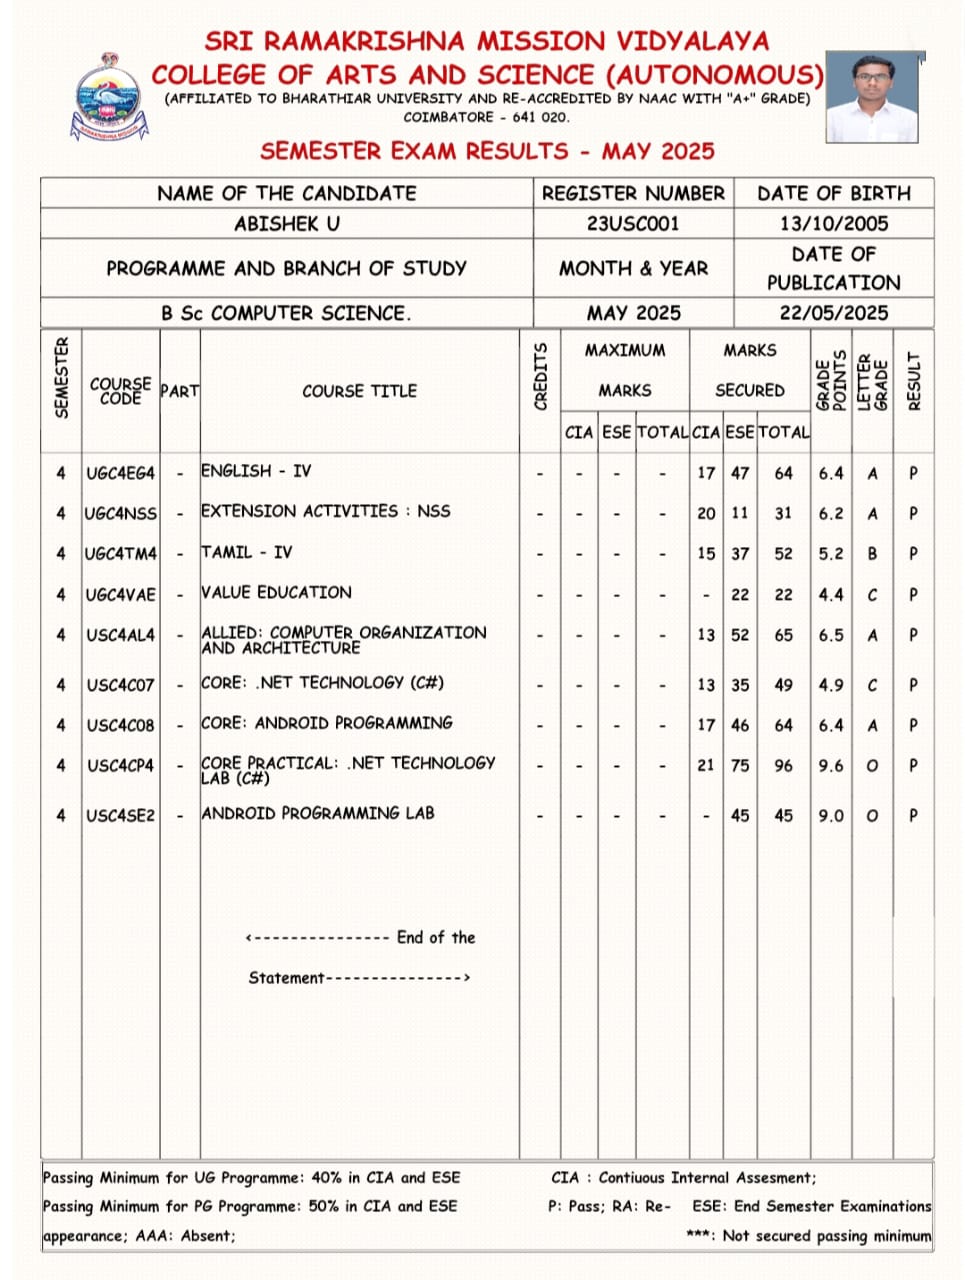 SRI RAMAKRISHNA MISSION VIDYALAYA
COLLEGE OF ARTS AND SCIENCE (AUTONOMOUS)
(AFFILIATED TO BHARATHIAR UNIVERSITY AND RE-ACCREDITED BY NAAC WITH "A+" GRADE)
COIMBATORE - 641 020.
SEMESTER EXAM RESULTS - MAY 2025
NAME OF THE CANDIDATE REGISTER NUMBER DATE OF BIRTH
ABISHEK U 23USC001 13/10/2005
PROGRAMME AND BRANCH OF STUDY MONTH & YEAR DATE OF PUBLICATION
B Sc COMPUTER SCIENCE. MAY 2025 22/05/2025
SEMESTER COURSE CODE PART COURSE TITLE CREDITS MAXIMUM MARKS MARKS SECURED GRADE POINTS LETTER GRADE RESULT
CIA ESE TOTAL CIA ESE TOTAL
4 UGC4EG4 - ENGLISH - IV - - - - 17 47 64 6.4 A P
4 UGC4NSS - EXTENSION ACTIVITIES : NSS - - - - 20 11 31 6.2 A P
4 UGC4TM4 - TAMIL - IV - - - - 15 37 52 5.2 B P
4 UGC4VAE - VALUE EDUCATION - - - - - 22 22 4.4 C P
4 USC4AL4 - ALLIED: COMPUTER ORGANIZATION AND ARCHITECTURE - - - - 13 52 65 6.5 A P
4 USC4C07 - CORE: .NET TECHNOLOGY (C#) - - - - 13 35 49 4.9 C P
4 USC4C08 - CORE: ANDROID PROGRAMMING - - - - 17 46 64 6.4 A P
4 USC4CP4 - CORE PRACTICAL: .NET TECHNOLOGY LAB (C#) - - - - 21 75 96 9.6 O P
4 USC4SE2 - ANDROID PROGRAMMING LAB - - - - - 45 45 9.0 O P
<--------------- End of the
Statement--------------->
Passing Minimum for UG Programme: 40% in CIA and ESE CIA : Contiuous Internal Assesment;
Passing Minimum for PG Programme: 50% in CIA and ESE P: Pass; RA: Re- ESE: End Semester Examinations
appearance; AAA: Absent; ***: Not secured passing minimum